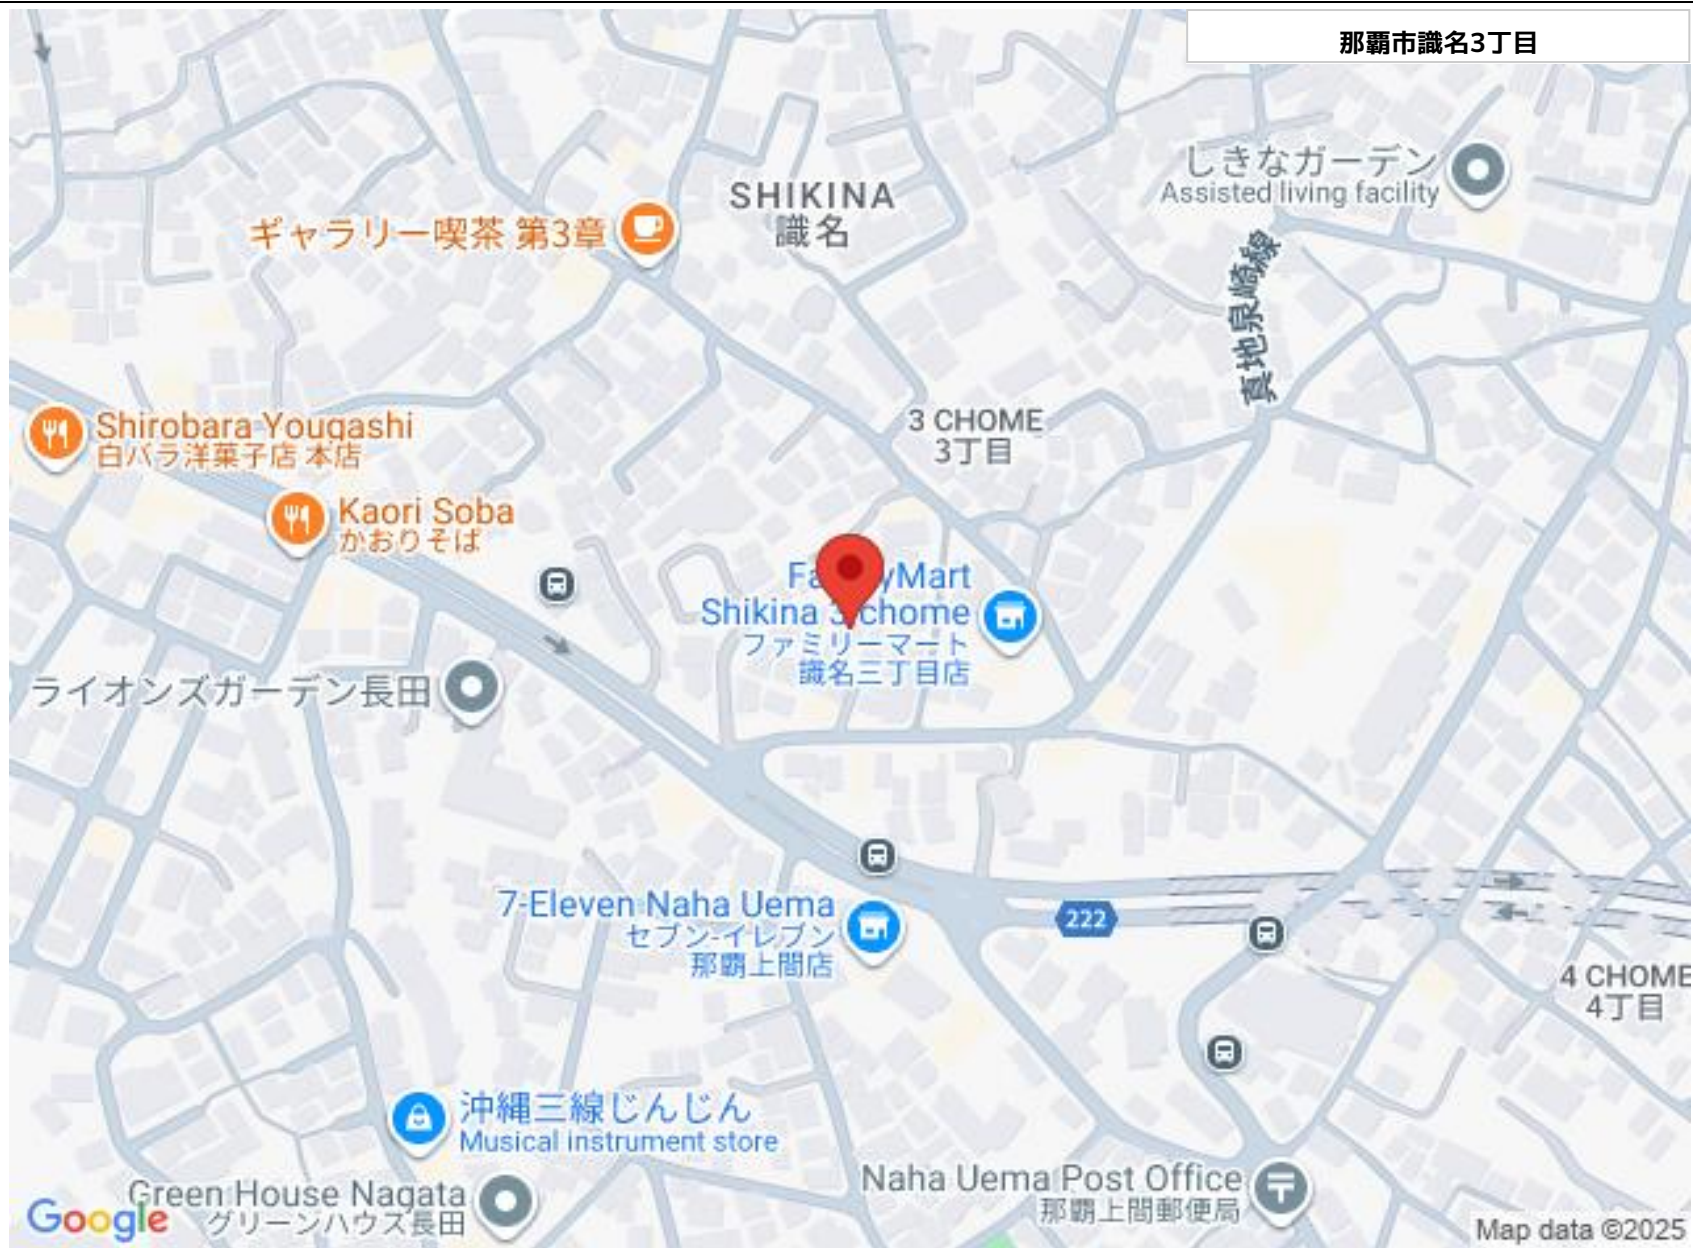 那覇市識名3丁目
しきなガーデン
Assisted living facility
SHIKINA
識名
ギャラリー喫茶 第3章
真地泉崎線
Shirobara Yougashi
白バラ洋菓子店 本店
3 CHOME
3丁目
Kaori Soba
かおりそば
Shikina 3-chome
ファミリーマート
識名三丁目店
ライオンズガーデン長田
7-Eleven Naha Uema
セブン-イレブン
那覇上間店
222
4 CHOME
4丁目
沖縄三線じんじん
Musical instrument store
Naha Uema Post Office
那覇上間郵便局
Green House Nagata
グリーンハウス長田
Google
Map data ©2025